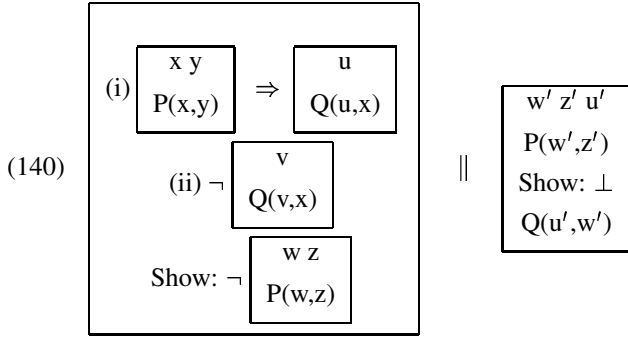 x y u
(i) P(x,y) ⇒ Q(u,x)
v
(ii) ¬ Q(v,x)
w z
Show: ¬ P(w,z)
(140) ∥
w′ z′ u′
P(w′,z′)
Show: ⊥
Q(u′,w′)